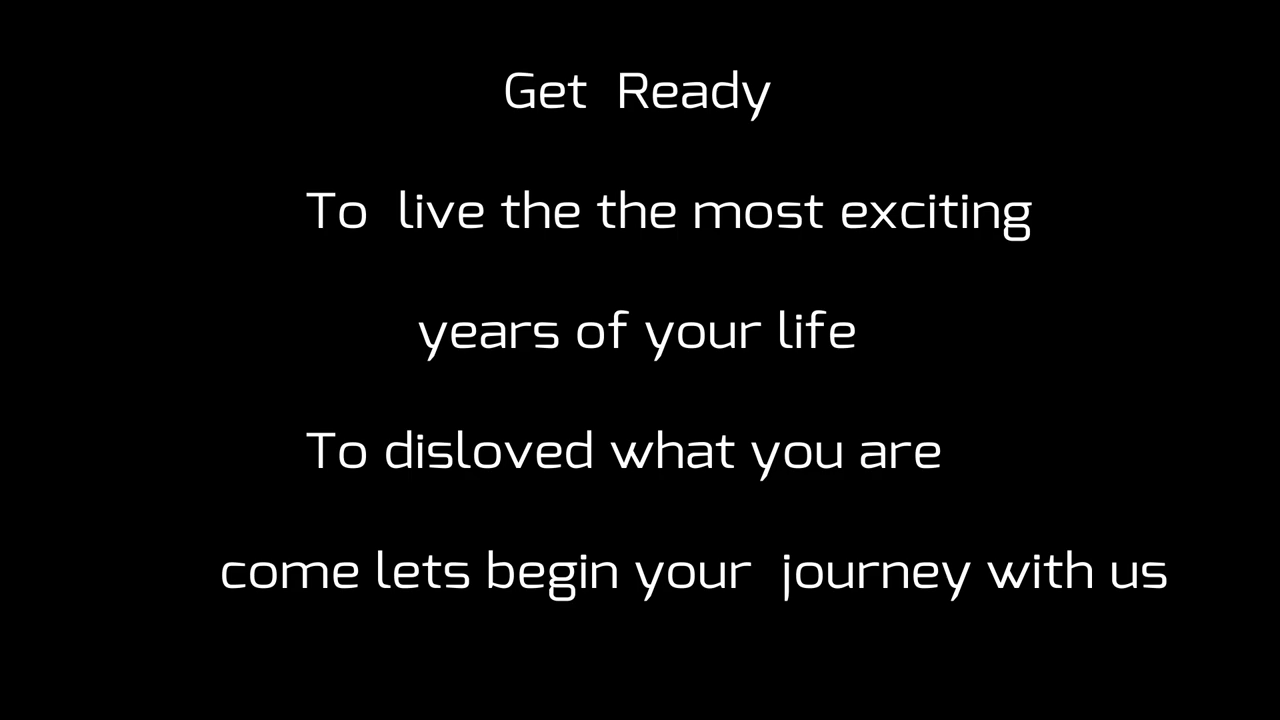 Get Ready
To live the the most exciting
years of your life
To disloved what you are
come lets begin your journey with us